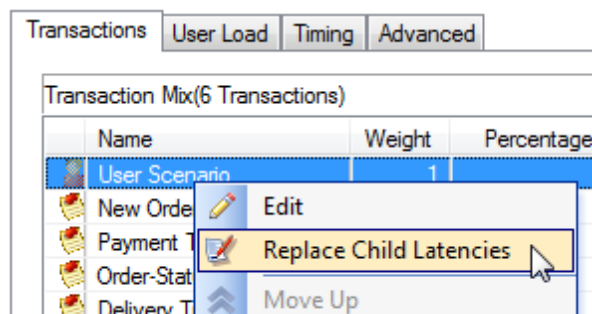 Transactions User Load Timing Advanced
Transaction Mix(6 Transactions)
Name Weight Percentage
User Scenario 1
New Orde
Edit
Payment T
Replace Child Latencies
Order-Stat
Delivery T
Move Up